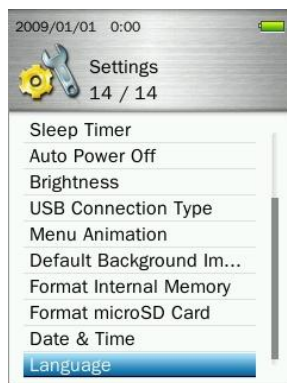 2009/01/01 0:00
Settings
14 / 14
Sleep Timer
Auto Power Off
Brightness
USB Connection Type
Menu Animation
Default Background Im...
Format Internal Memory
Format microSD Card
Date & Time
Language